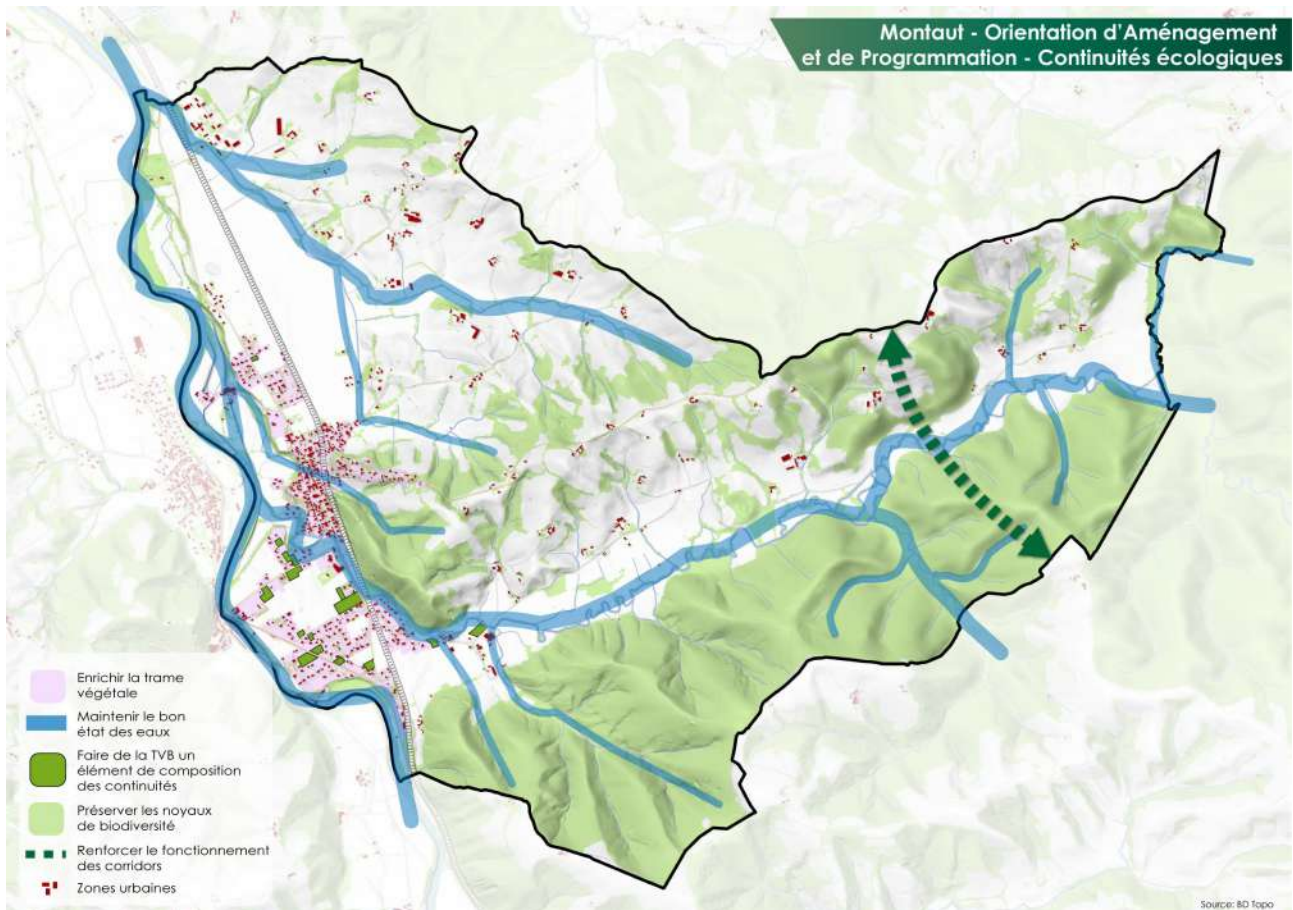 Montaut - Orientation d'Aménagement
et de Programmation - Continuités écologiques
Enrichir la trame
végétale
Maintenir le bon
état des eaux
Faire de la TVB un
élément de composition
des continuités
Préserver les noyaux
de biodiversité
Renforcer le fonctionnement
des corridors
Zones urbaines
Source: BD Topo